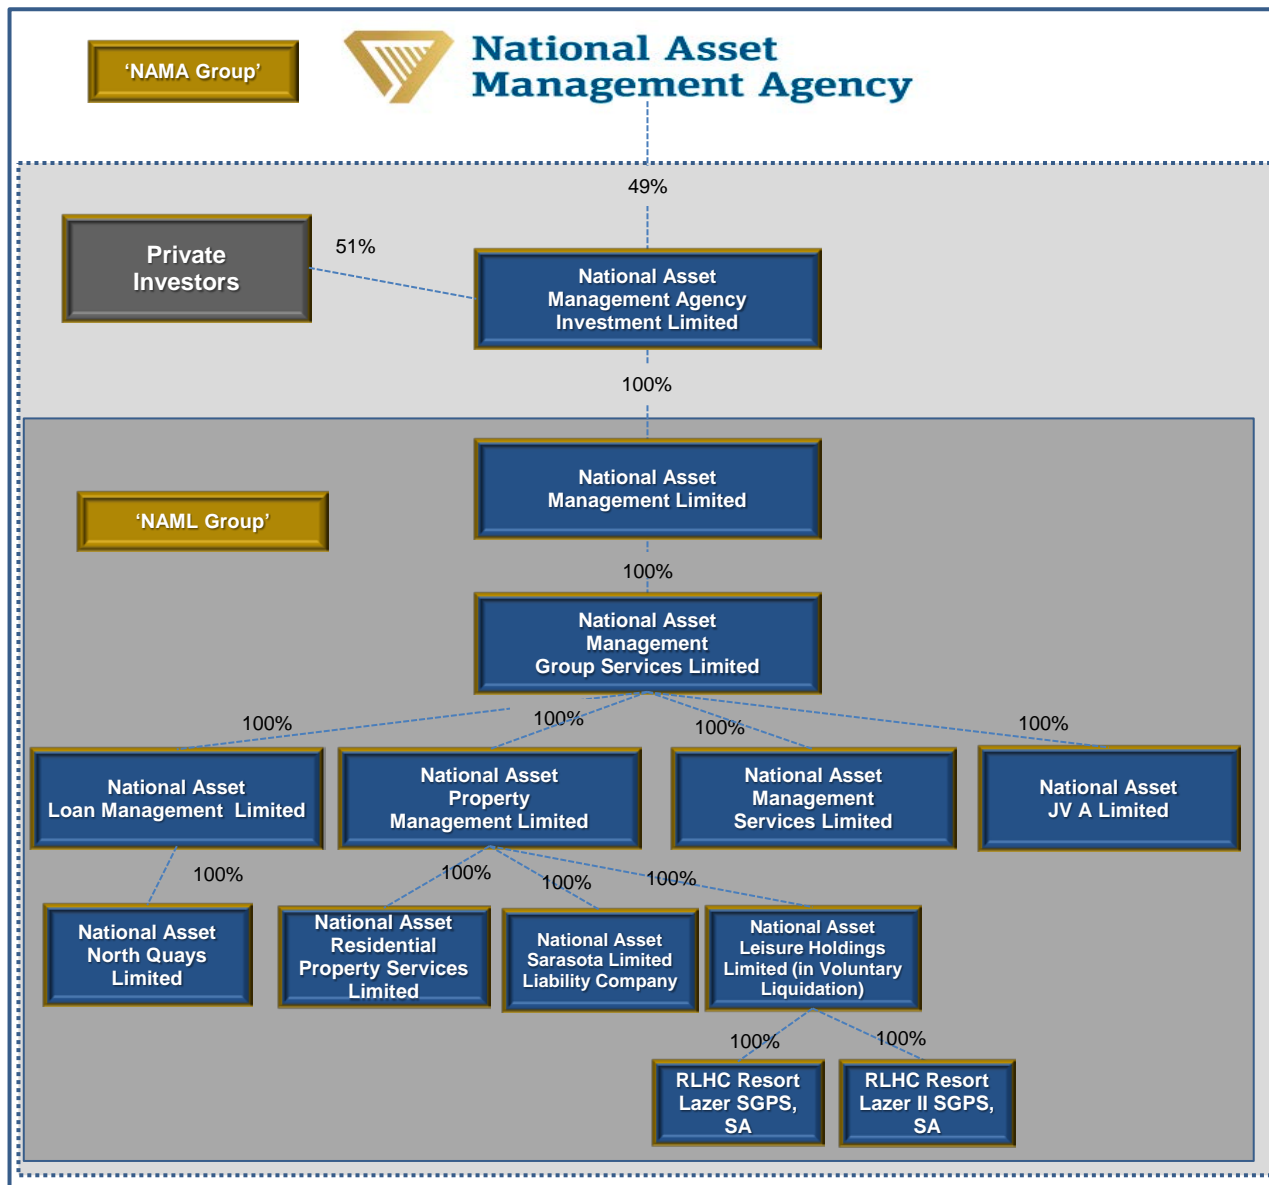 ‘NAMA Group’
National Asset
Management Agency
49%
Private
Investors
51%
National Asset
Management Agency
Investment Limited
100%
National Asset
Management Limited
‘NAML Group’
100%
National Asset
Management
Group Services Limited
100%
100%
100%
100%
National Asset
Loan Management Limited
National Asset
Property
Management Limited
National Asset
Management
Services Limited
National Asset
JV A Limited
100%
100%
100%
100%
National Asset
North Quays
Limited
National Asset
Residential
Property Services
Limited
National Asset
Sarasota Limited
Liability Company
National Asset
Leisure Holdings
Limited (in Voluntary
Liquidation)
100%
100%
RLHC Resort
Lazer SGPS,
SA
RLHC Resort
Lazer II SGPS,
SA